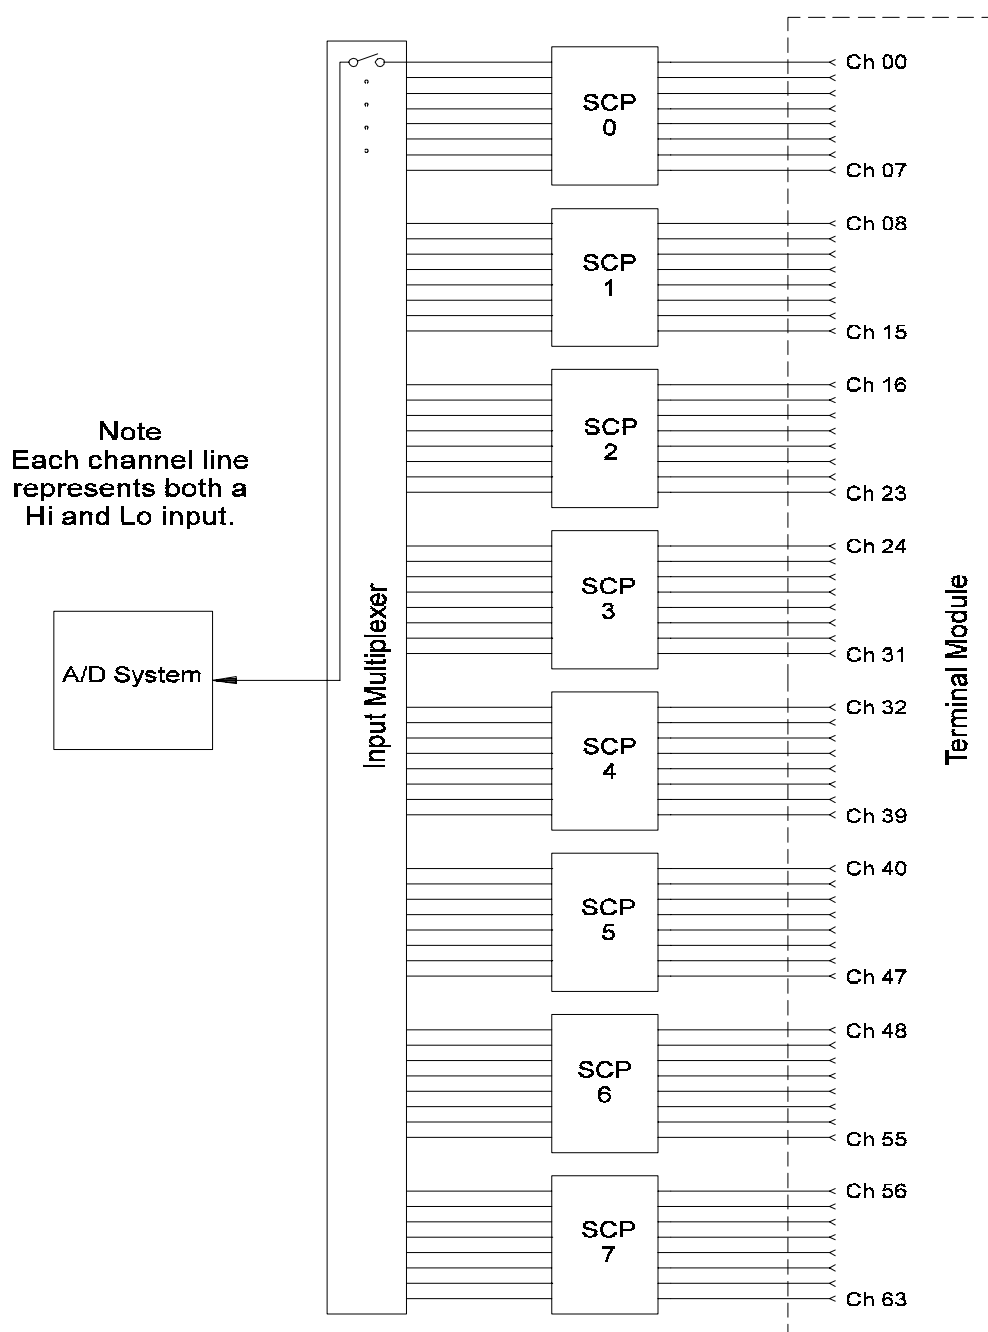 Ch 00
SCP
0
Ch 07
Ch 08
SCP
1
Ch 15
Ch 16
SCP
2
Ch 23
Note
Each channel line
represents both a
Hi and Lo input.
Ch 24
SCP
3
Ch 31
A/D System
Input Multiplexer
Terminal Module
Ch 32
SCP
4
Ch 39
Ch 40
SCP
5
Ch 47
Ch 48
SCP
6
Ch 55
Ch 56
SCP
7
Ch 63